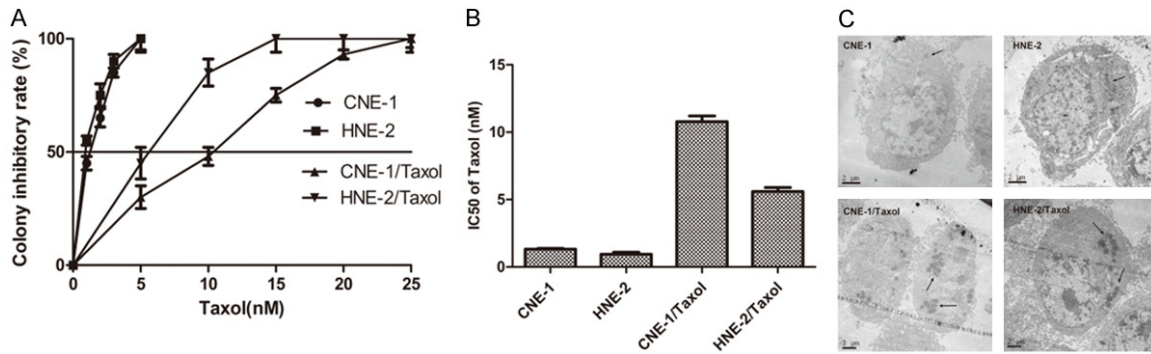 A
Colony inhibitory rate (%)
100
50
0
0 5 10 15 20 25
Taxol(nM)
CNE-1
HNE-2
CNE-1/Taxol
HNE-2/Taxol
B
IC50 of Taxol (nM)
15
10
5
0
CNE-1
HNE-2
CNE-1/Taxol
HNE-2/Taxol
C
CNE-1
2 μm
HNE-2
2 μm
CNE-1/Taxol
2 μm
HNE-2/Taxol